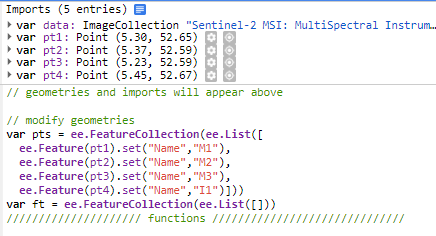 Imports (5 entries)
var data: ImageCollection "Sentinel-2 MSI: MultiSpectral Instrum…
var pt1: Point (5.30, 52.65)
var pt2: Point (5.37, 52.59)
var pt3: Point (5.23, 52.59)
var pt4: Point (5.45, 52.67)
// geometries and imports will appear above
// modify geometries
var pts = ee.FeatureCollection(ee.List([
ee.Feature(pt1).set("Name","M1"),
ee.Feature(pt2).set("Name","M2"),
ee.Feature(pt3).set("Name","M3"),
ee.Feature(pt4).set("Name","I1")]))
var ft = ee.FeatureCollection(ee.List([]))
///////////////////// functions //////////////////////////////